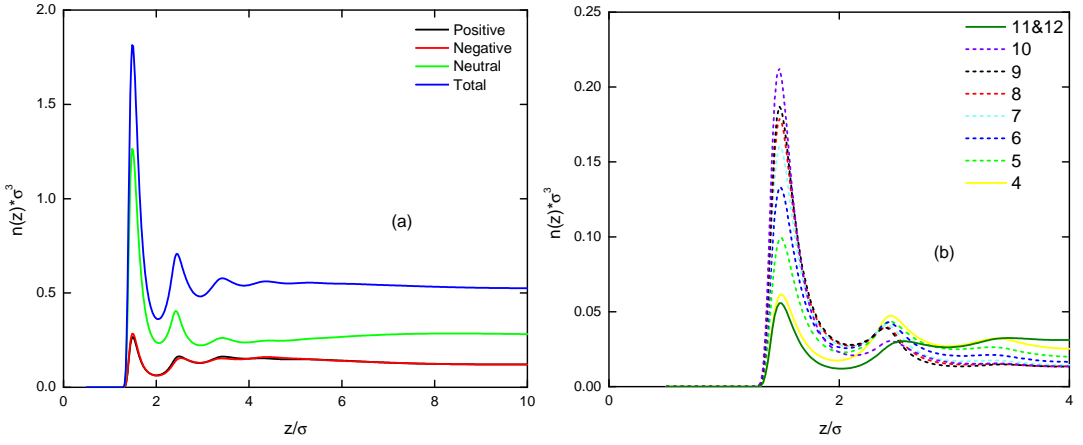 Positive
Negative
Neutral
Total
(a)
n(z)*σ³
2.0
1.5
1.0
0.5
0.0
0 2 4 6 8 10
z/σ
11&12
10
9
8
7
6
5
4
(b)
n(z)*σ³
0.25
0.20
0.15
0.10
0.05
0.00
0 2 4
z/σ